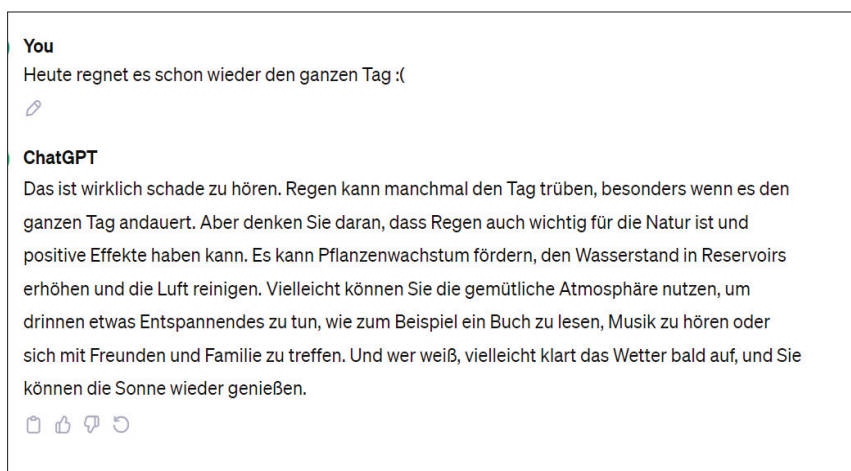 You
Heute regnet es schon wieder den ganzen Tag :(
ChatGPT
Das ist wirklich schade zu hören. Regen kann manchmal den Tag trüben, besonders wenn es den
ganzen Tag andauert. Aber denken Sie daran, dass Regen auch wichtig für die Natur ist und
positive Effekte haben kann. Es kann Pflanzenwachstum fördern, den Wasserstand in Reservoirs
erhöhen und die Luft reinigen. Vielleicht können Sie die gemütliche Atmosphäre nutzen, um
drinnen etwas Entspannendes zu tun, wie zum Beispiel ein Buch zu lesen, Musik zu hören oder
sich mit Freunden und Familie zu treffen. Und wer weiß, vielleicht klart das Wetter bald auf, und Sie
können die Sonne wieder genießen.